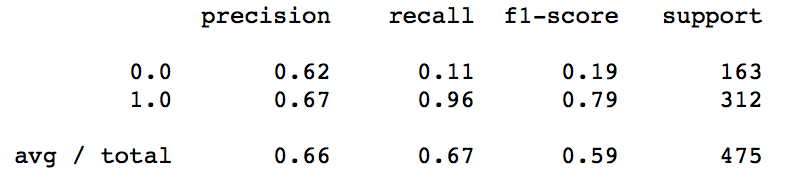 precision recall f1-score support
0.0 0.62 0.11 0.19 163
1.0 0.67 0.96 0.79 312
avg / total 0.66 0.67 0.59 475